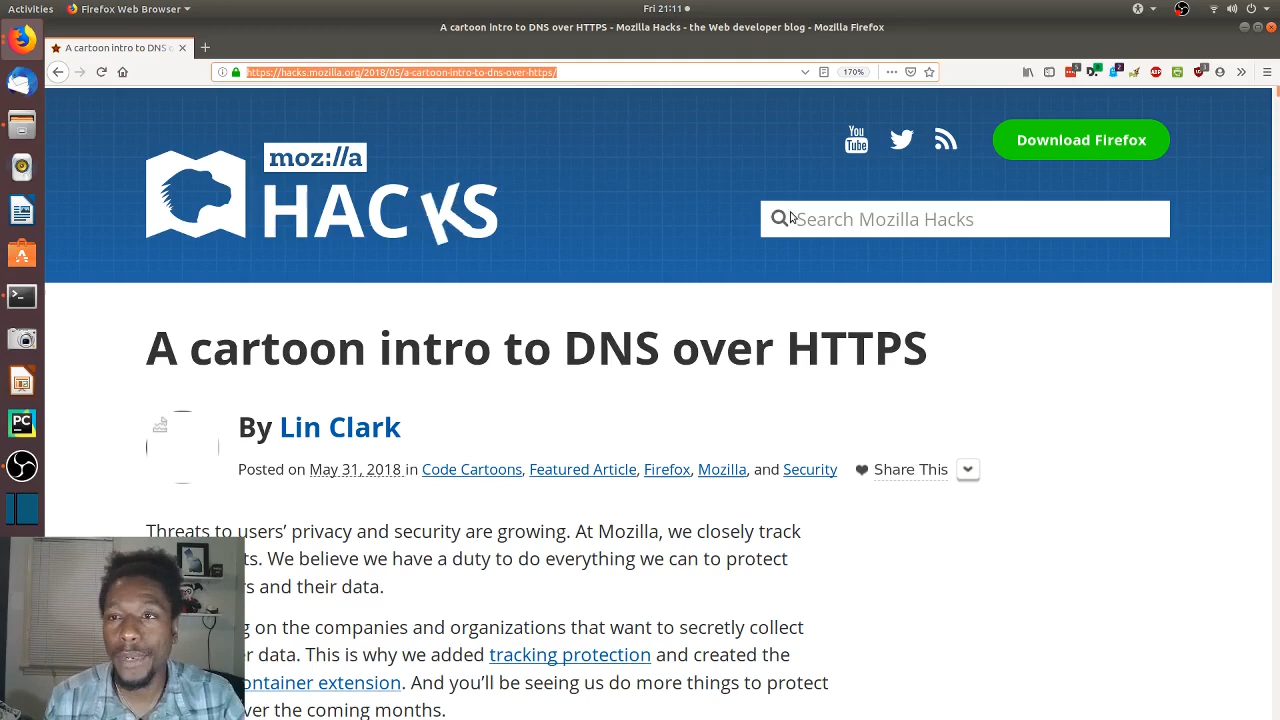 Activities
Firefox Web Browser
Fri 21:11
A cartoon intro to DNS over HTTPS - Mozilla Hacks - the Web developer blog - Mozilla Firefox
A cartoon intro to DNS o
https://hacks.mozilla.org/2018/05/a-cartoon-intro-to-dns-over-https/
170%
moz://a
HACKS
You Tube
Download Firefox
Search Mozilla Hacks
A cartoon intro to DNS over HTTPS
By Lin Clark
Posted on May 31, 2018 in Code Cartoons, Featured Article, Firefox, Mozilla, and Security
Share This
Threats to users’ privacy and security are growing. At Mozilla, we closely track
ts. We believe we have a duty to do everything we can to protect
s and their data.
g on the companies and organizations that want to secretly collect
r data. This is why we added tracking protection and created the
ontainer extension. And you’ll be seeing us do more things to protect
ver the coming months.
PC